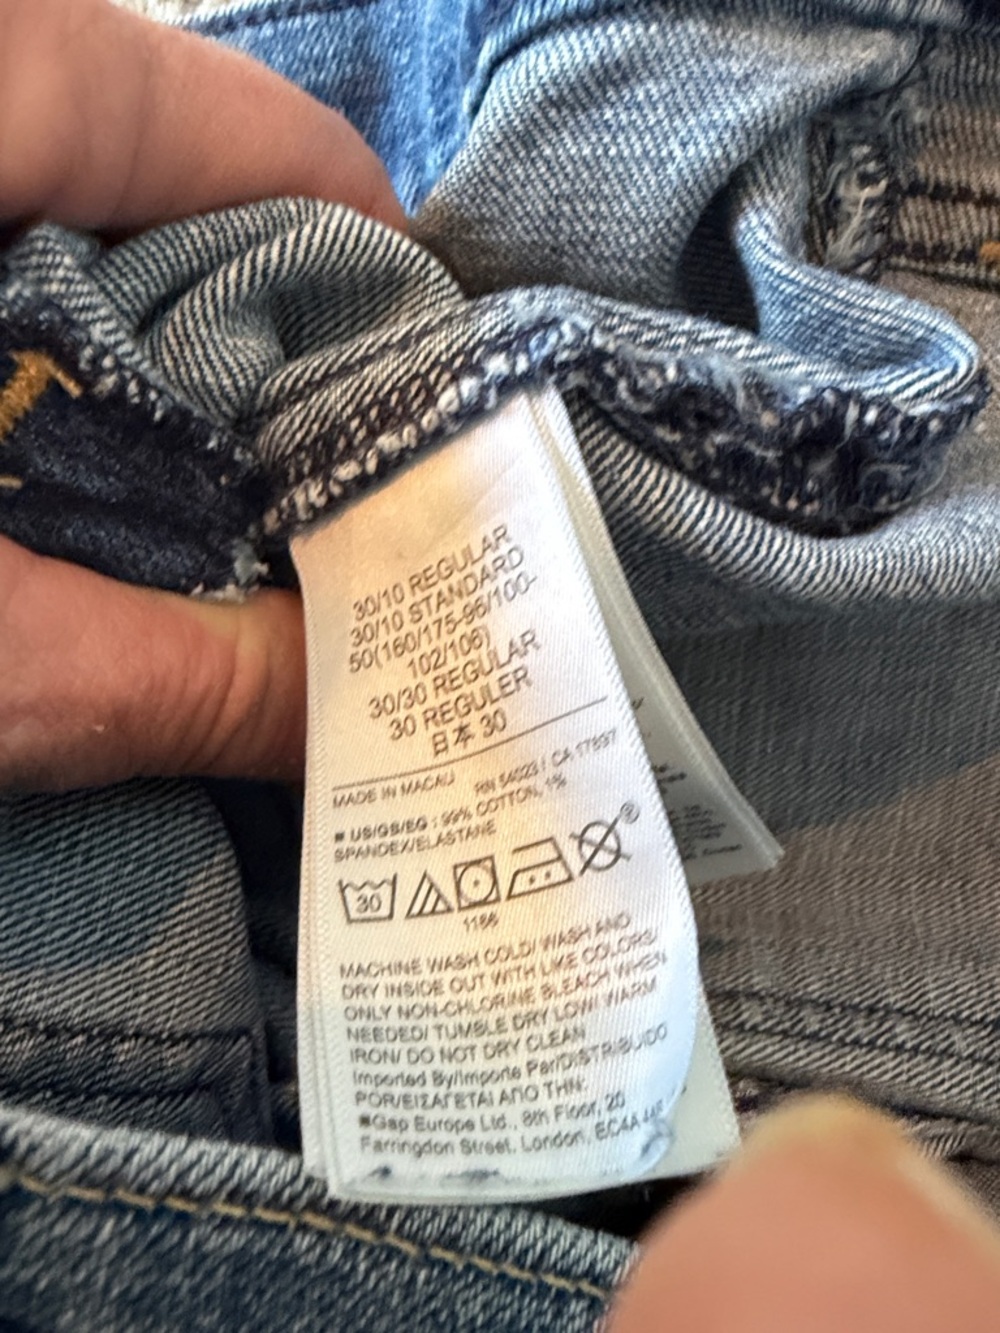 30/10 REGULAR
30/10 STANDARD
50(160/175-96/100-
102/106)
30/30 REGULAR
30 REGULER
日本 30
MADE IN MACAU RN 54023 / CA 17897
■ US/GB/EG : 99% COTTON, 1%
SPANDEX/ELASTANE
30
®
1166
MACHINE WASH COLD/ WASH AND
DRY INSIDE OUT WITH LIKE COLORS/
ONLY NON-CHLORINE BLEACH WHEN
NEEDED/ TUMBLE DRY LOW/ WARM
IRON/ DO NOT DRY CLEAN
Imported By/Importé Par/DISTRIBUIDO
POR/ΕΙΣΑΓΕΤΑΙ ΑΠΟ ΤΗΝ:
■Gap Europe Ltd., 8th Floor, 20
Farringdon Street, London, EC4A